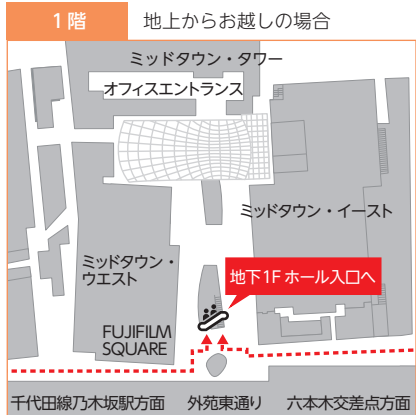 1階
地上からお越しの場合
ミッドタウン・タワー
オフィスエントランス
ミッドタウン・イースト
ミッドタウン・
ウエスト
地下1F ホール入口へ
FUJIFILM
SQUARE
千代田線乃木坂駅方面
外苑東通り
六本木交差点方面